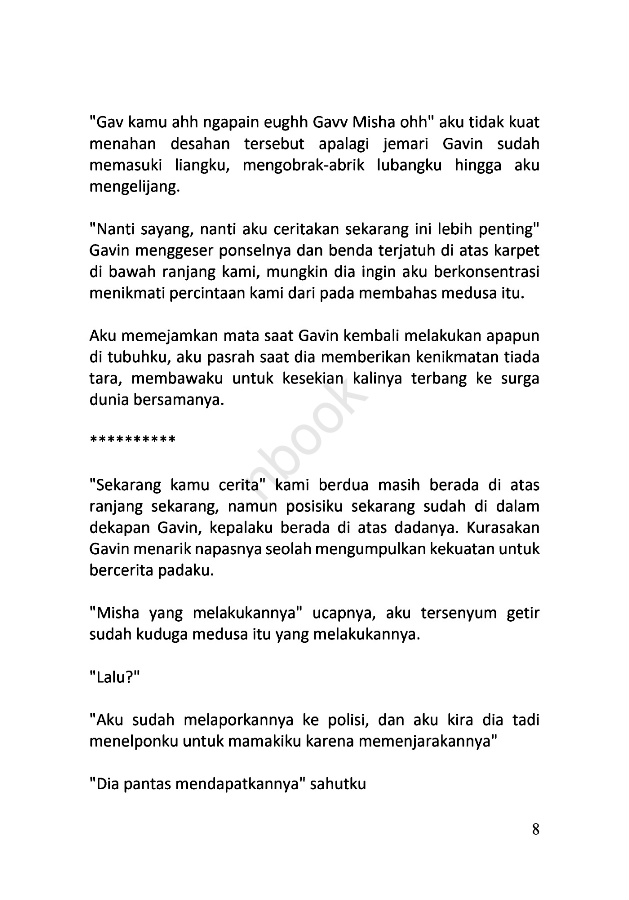 "Gav kamu ahh ngapain eughh Gavv Misha ohh" aku tidak kuat
menahan desahan tersebut apalagi jemari Gavin sudah
memasuki liangku, mengobrak-abrik lubangku hingga aku
mengelijang.
"Nanti sayang, nanti aku ceritakan sekarang ini lebih penting"
Gavin menggeser ponselnya dan benda terjatuh di atas karpet
di bawah ranjang kami, mungkin dia ingin aku berkonsentrasi
menikmati percintaan kami dari pada membahas medusa itu.
Aku memejamkan mata saat Gavin kembali melakukan apapun
di tubuhku, aku pasrah saat dia memberikan kenikmatan tiada
tara, membawaku untuk kesekian kalinya terbang ke surga
dunia bersamanya.
**********
"Sekarang kamu cerita" kami berdua masih berada di atas
ranjang sekarang, namun posisiku sekarang sudah di dalam
dekapan Gavin, kepalaku berada di atas dadanya. Kurasakan
Gavin menarik napasnya seolah mengumpulkan kekuatan untuk
bercerita padaku.
"Misha yang melakukannya" ucapnya, aku tersenyum getir
sudah kuduga medusa itu yang melakukannya.
"Lalu?"
"Aku sudah melaporkannya ke polisi, dan aku kira dia tadi
menelponku untuk mamakiku karena memenjarakannya"
"Dia pantas mendapatkannya" sahutku
8
nbook